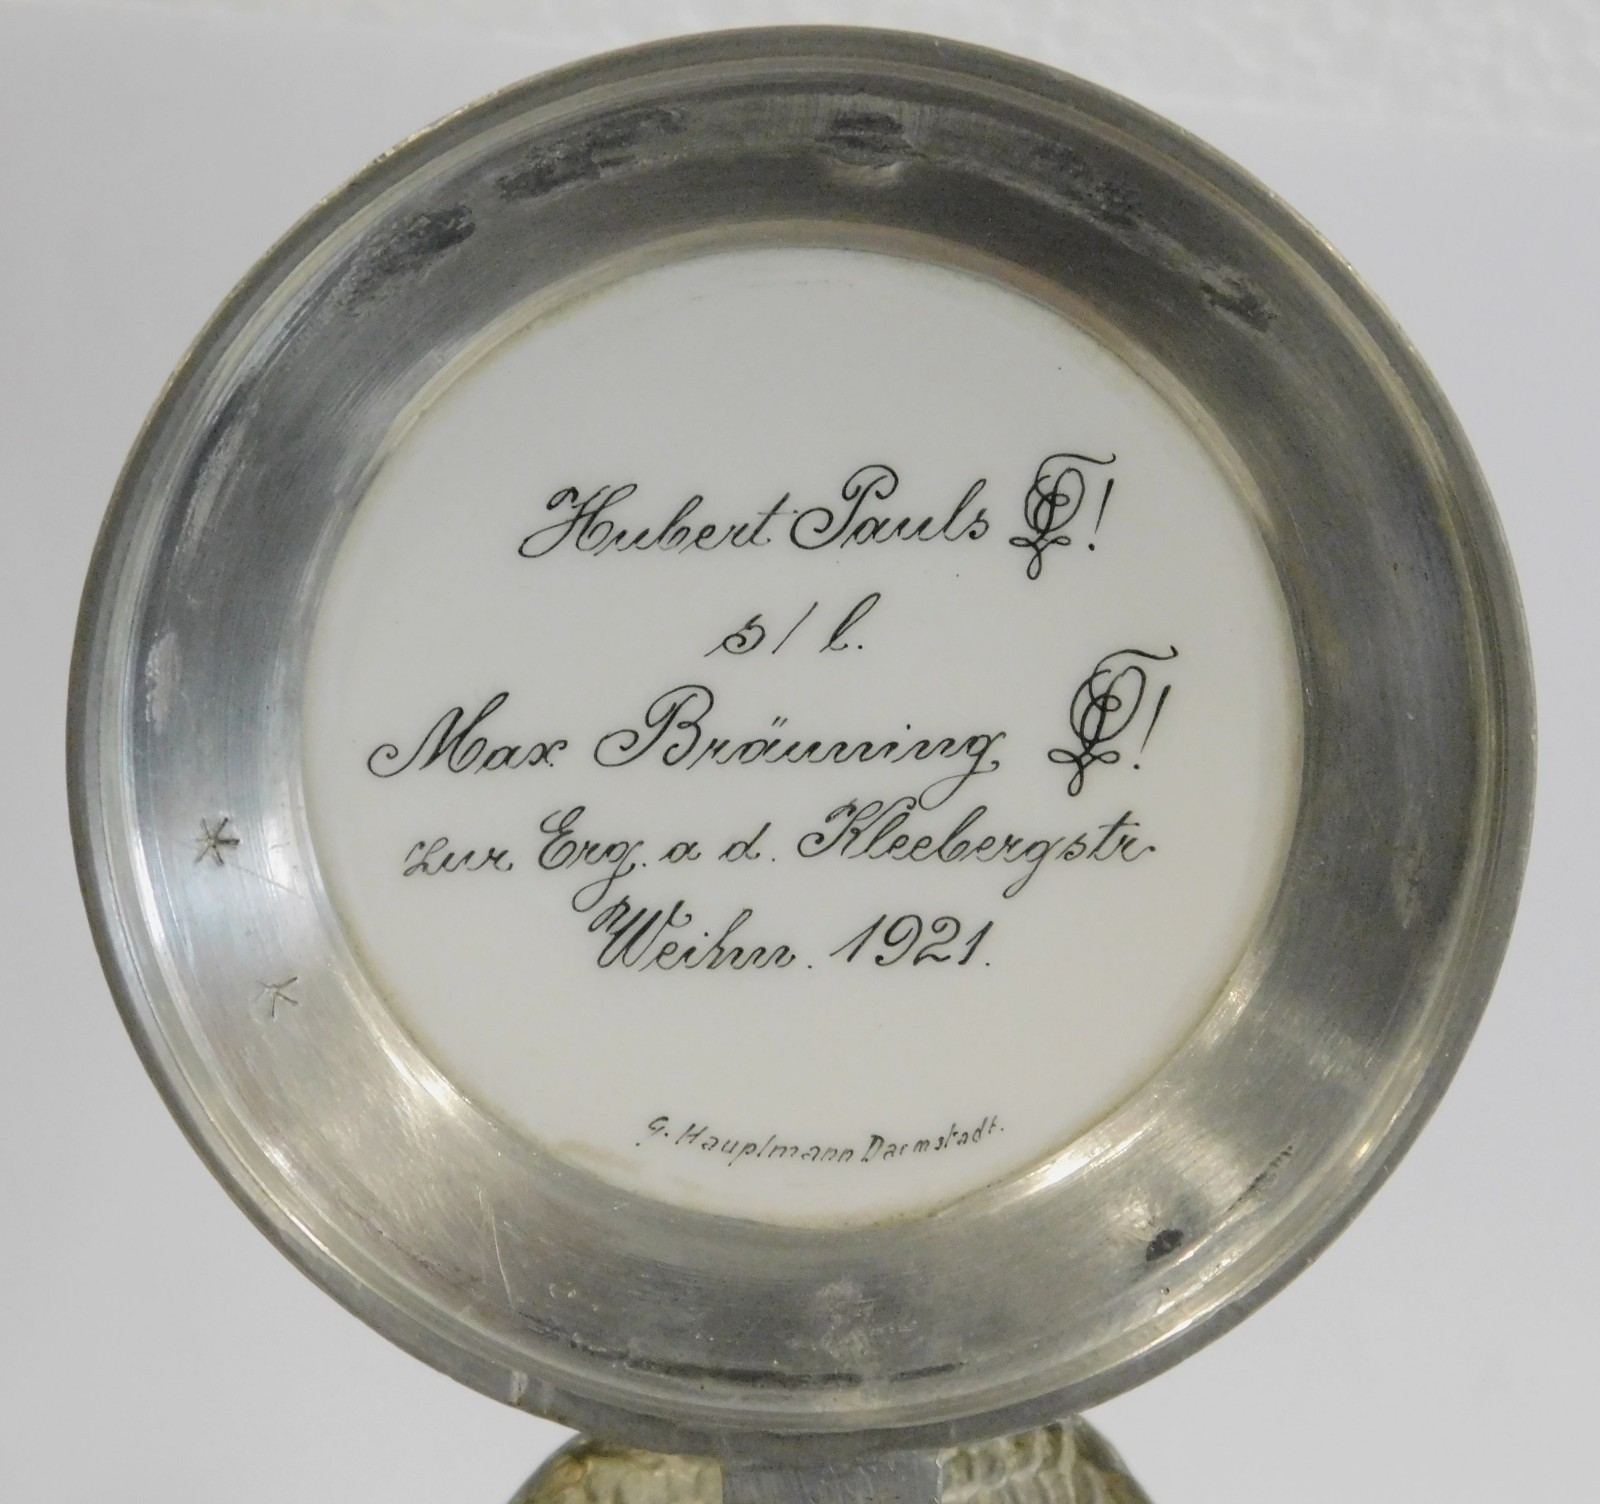 Hubert Pauls !
s/ l.
Max Bräuning !
zur Erg. a d. Kleebergstr.
Weihn. 1921.
G. Hauptmann Darmstadt.